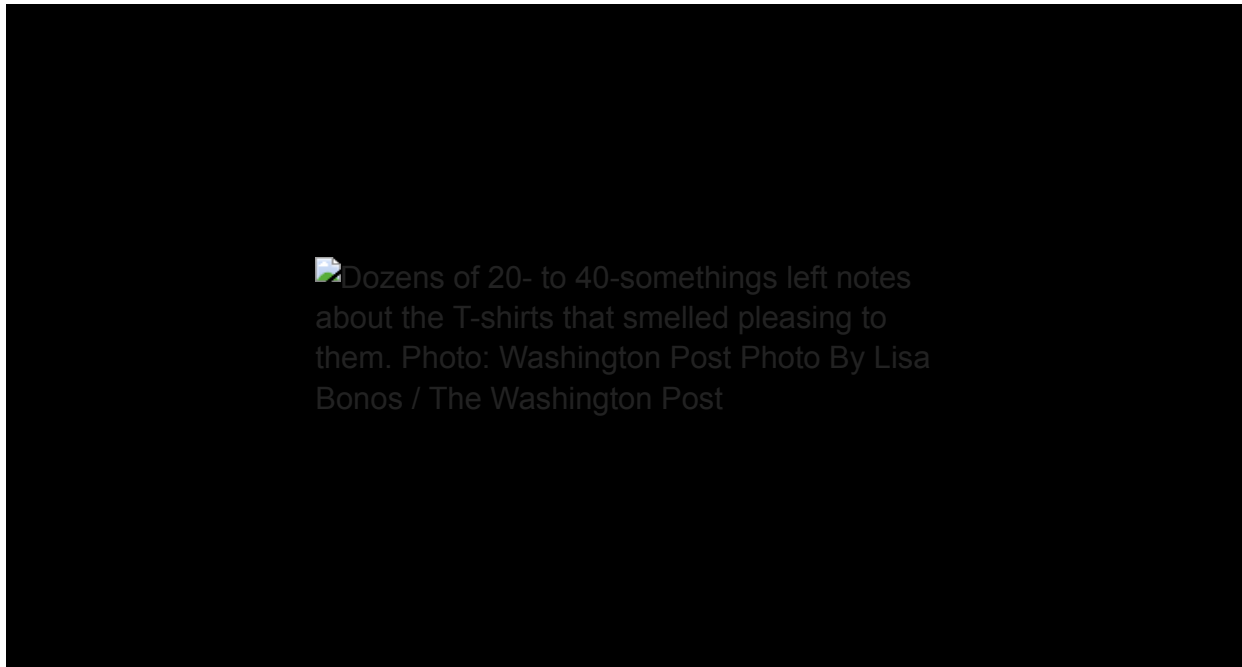 Dozens of 20- to 40-somethings left notes
about the T-shirts that smelled pleasing to
them. Photo: Washington Post Photo By Lisa
Bonos / The Washington Post